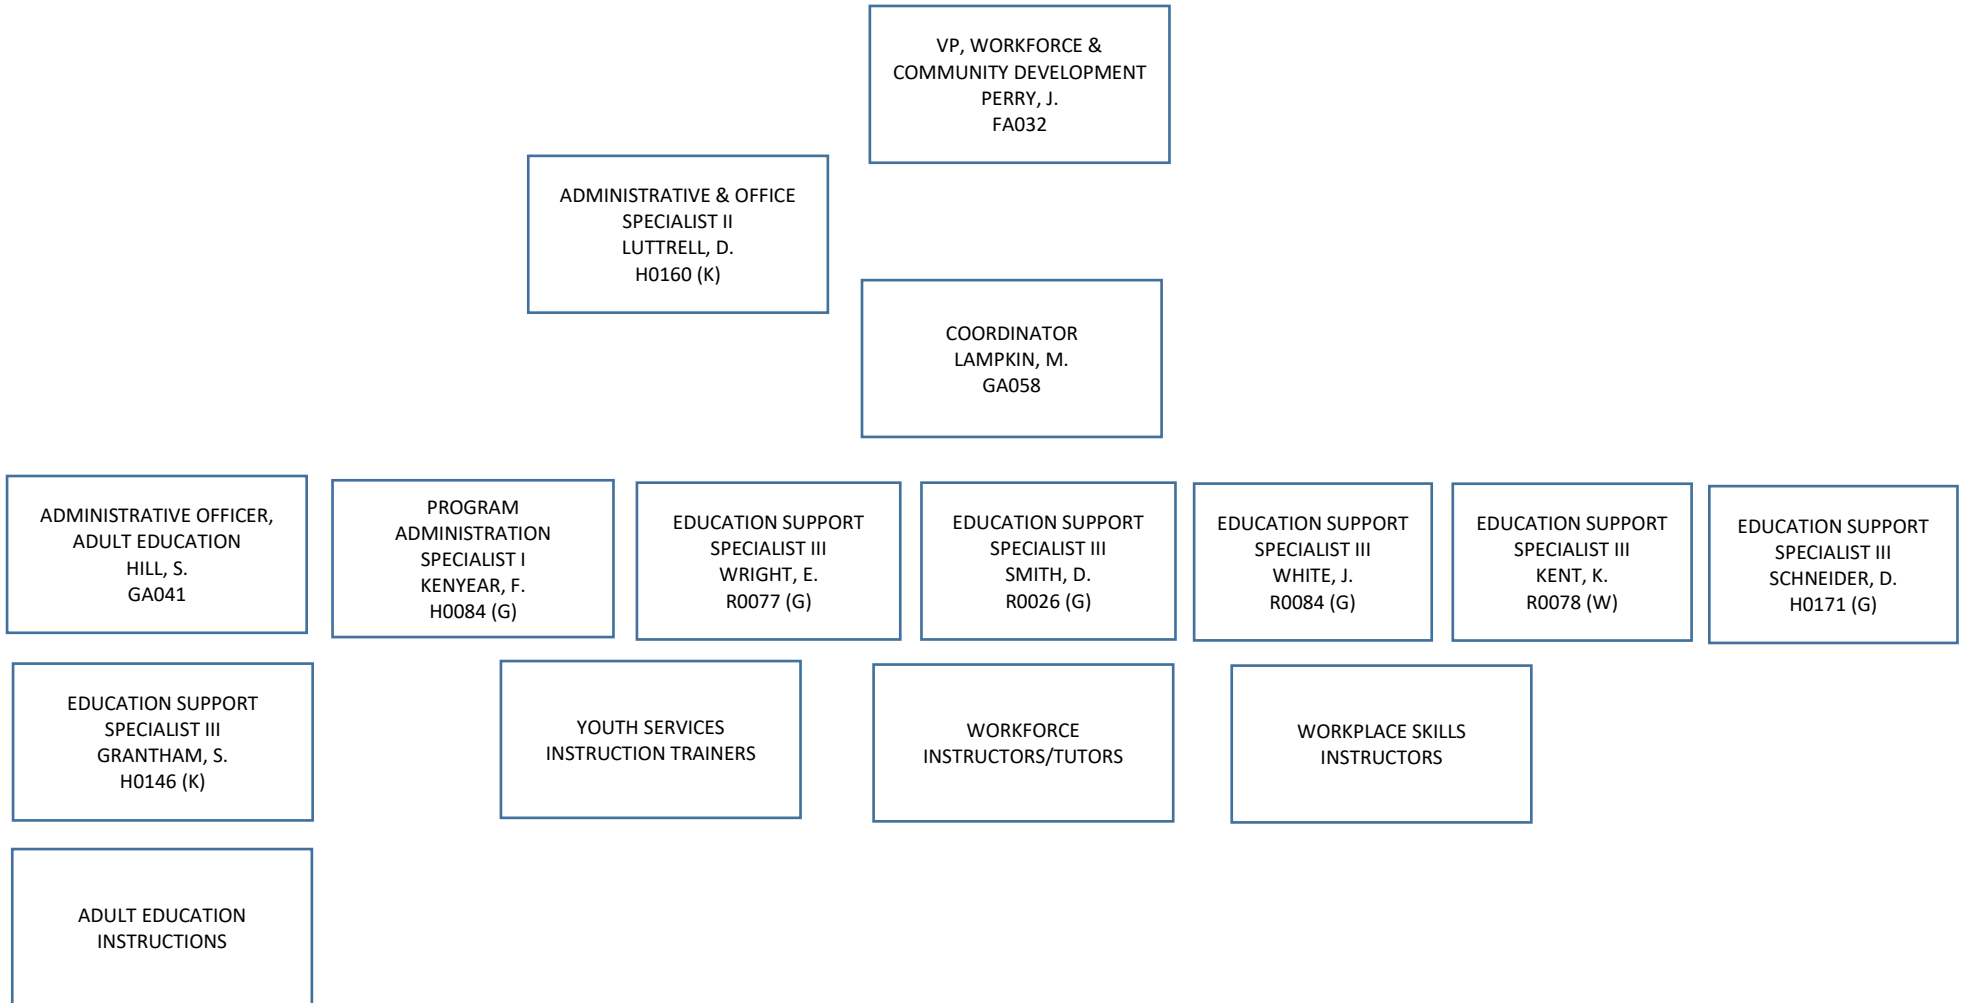 VP, WORKFORCE &
COMMUNITY DEVELOPMENT
PERRY, J.
FA032
ADMINISTRATIVE & OFFICE
SPECIALIST II
LUTTRELL, D.
H0160 (K)
COORDINATOR
LAMPKIN, M.
GA058
ADMINISTRATIVE OFFICER,
ADULT EDUCATION
HILL, S.
GA041
PROGRAM
ADMINISTRATION
SPECIALIST I
KENYEAR, F.
H0084 (G)
EDUCATION SUPPORT
SPECIALIST III
WRIGHT, E.
R0077 (G)
EDUCATION SUPPORT
SPECIALIST III
SMITH, D.
R0026 (G)
EDUCATION SUPPORT
SPECIALIST III
WHITE, J.
R0084 (G)
EDUCATION SUPPORT
SPECIALIST III
KENT, K.
R0078 (W)
EDUCATION SUPPORT
SPECIALIST III
SCHNEIDER, D.
H0171 (G)
EDUCATION SUPPORT
SPECIALIST III
GRANTHAM, S.
H0146 (K)
YOUTH SERVICES
INSTRUCTION TRAINERS
WORKFORCE
INSTRUCTORS/TUTORS
WORKPLACE SKILLS
INSTRUCTORS
ADULT EDUCATION
INSTRUCTIONS